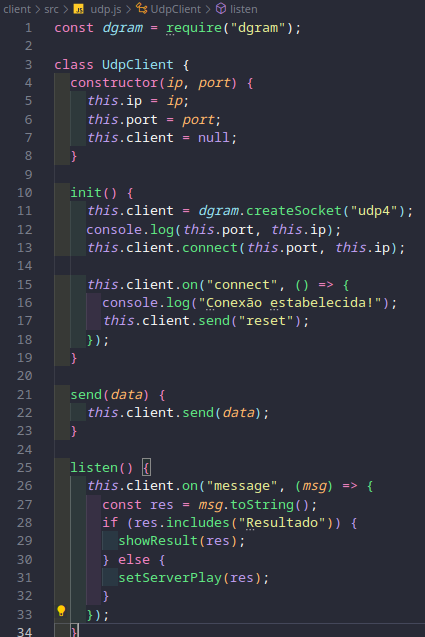 client > src > JS udp.js > UdpClient > listen
1 const dgram = require("dgram");
2
3 class UdpClient {
4   constructor(ip, port) {
5     this.ip = ip;
6     this.port = port;
7     this.client = null;
8   }
9
10   init() {
11     this.client = dgram.createSocket("udp4");
12     console.log(this.port, this.ip);
13     this.client.connect(this.port, this.ip);
14
15     this.client.on("connect", () => {
16       console.log("Conexão estabelecida!");
17       this.client.send("reset");
18     });
19   }
20
21   send(data) {
22     this.client.send(data);
23   }
24
25   listen() {
26     this.client.on("message", (msg) => {
27       const res = msg.toString();
28       if (res.includes("Resultado")) {
29         showResult(res);
30       } else {
31         setServerPlay(res);
32       }
33     });
34   }